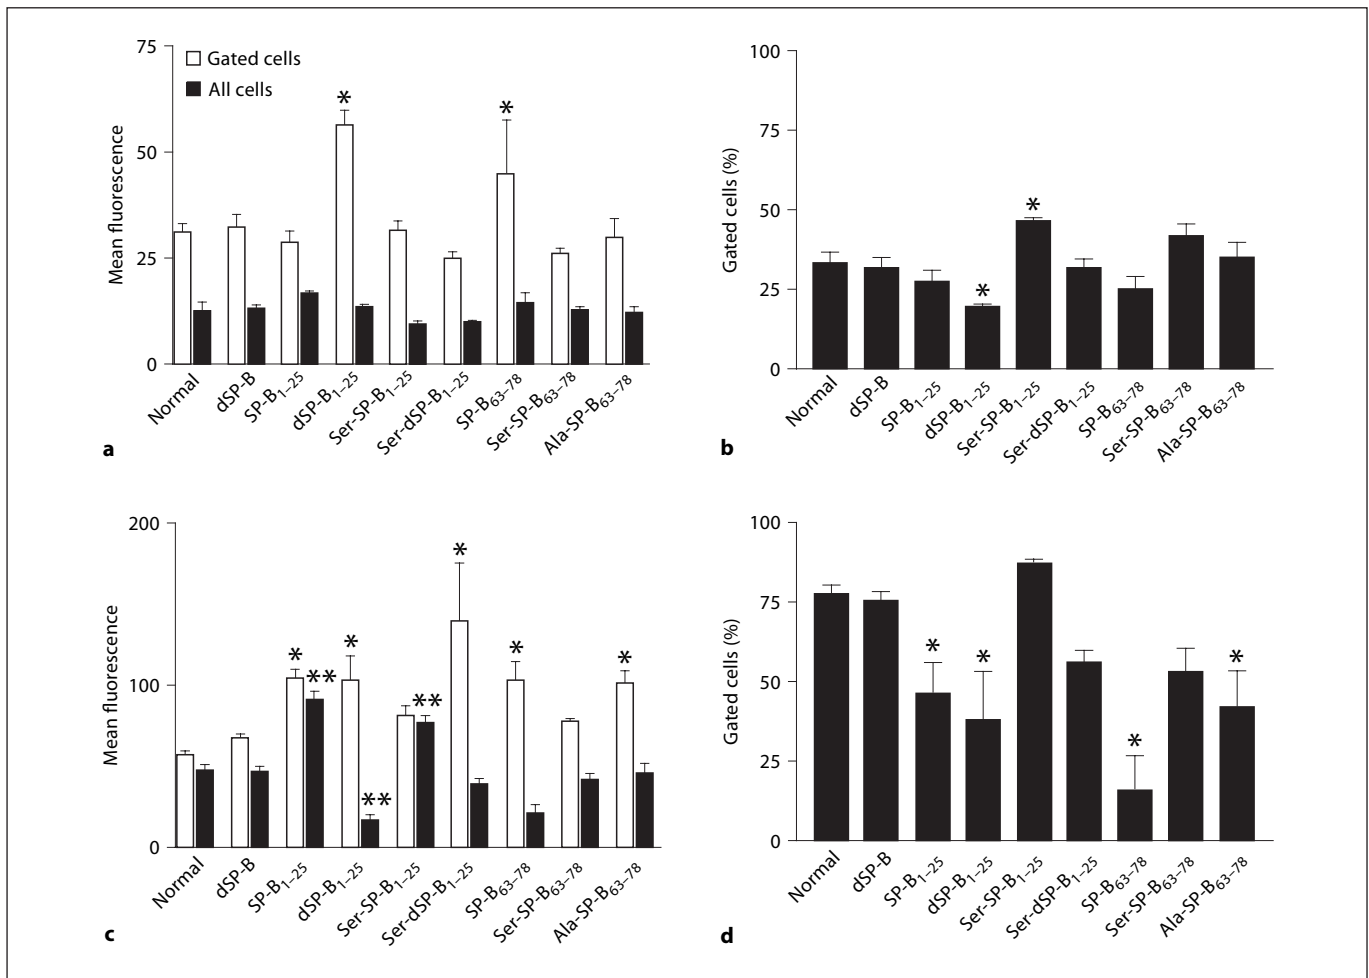 75
50
25
0
Mean fluorescence
Gated cells
All cells
*
*
Normal
dSP-B
SP-B1–25
dSP-B1–25
Ser-SP-B1–25
Ser-dSP-B1–25
SP-B63–78
Ser-SP-B63–78
Ala-SP-B63–78
a
100
75
50
25
0
Gated cells (%)
*
*
Normal
dSP-B
SP-B1–25
dSP-B1–25
Ser-SP-B1–25
Ser-dSP-B1–25
SP-B63–78
Ser-SP-B63–78
Ala-SP-B63–78
b
200
100
0
Mean fluorescence
*
**
*
**
**
*
*
*
Normal
dSP-B
SP-B1–25
dSP-B1–25
Ser-SP-B1–25
Ser-dSP-B1–25
SP-B63–78
Ser-SP-B63–78
Ala-SP-B63–78
c
100
75
50
25
0
Gated cells (%)
*
*
*
*
Normal
dSP-B
SP-B1–25
dSP-B1–25
Ser-SP-B1–25
Ser-dSP-B1–25
SP-B63–78
Ser-SP-B63–78
Ala-SP-B63–78
d